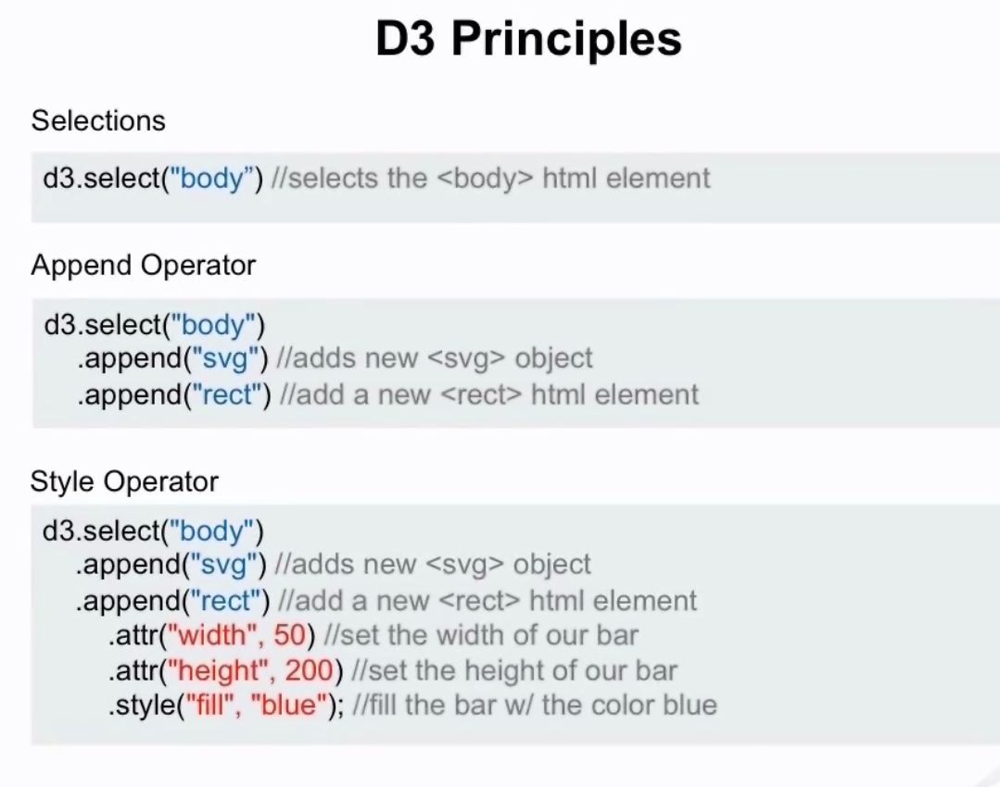 D3 Principles
Selections
d3.select("body”) //selects the <body> html element
Append Operator
d3.select("body")
.append("svg") //adds new <svg> object
.append("rect") //add a new <rect> html element
Style Operator
d3.select("body")
.append("svg") //adds new <svg> object
.append("rect") //add a new <rect> html element
.attr("width", 50) //set the width of our bar
.attr("height", 200) //set the height of our bar
.style("fill", "blue"); //fill the bar w/ the color blue